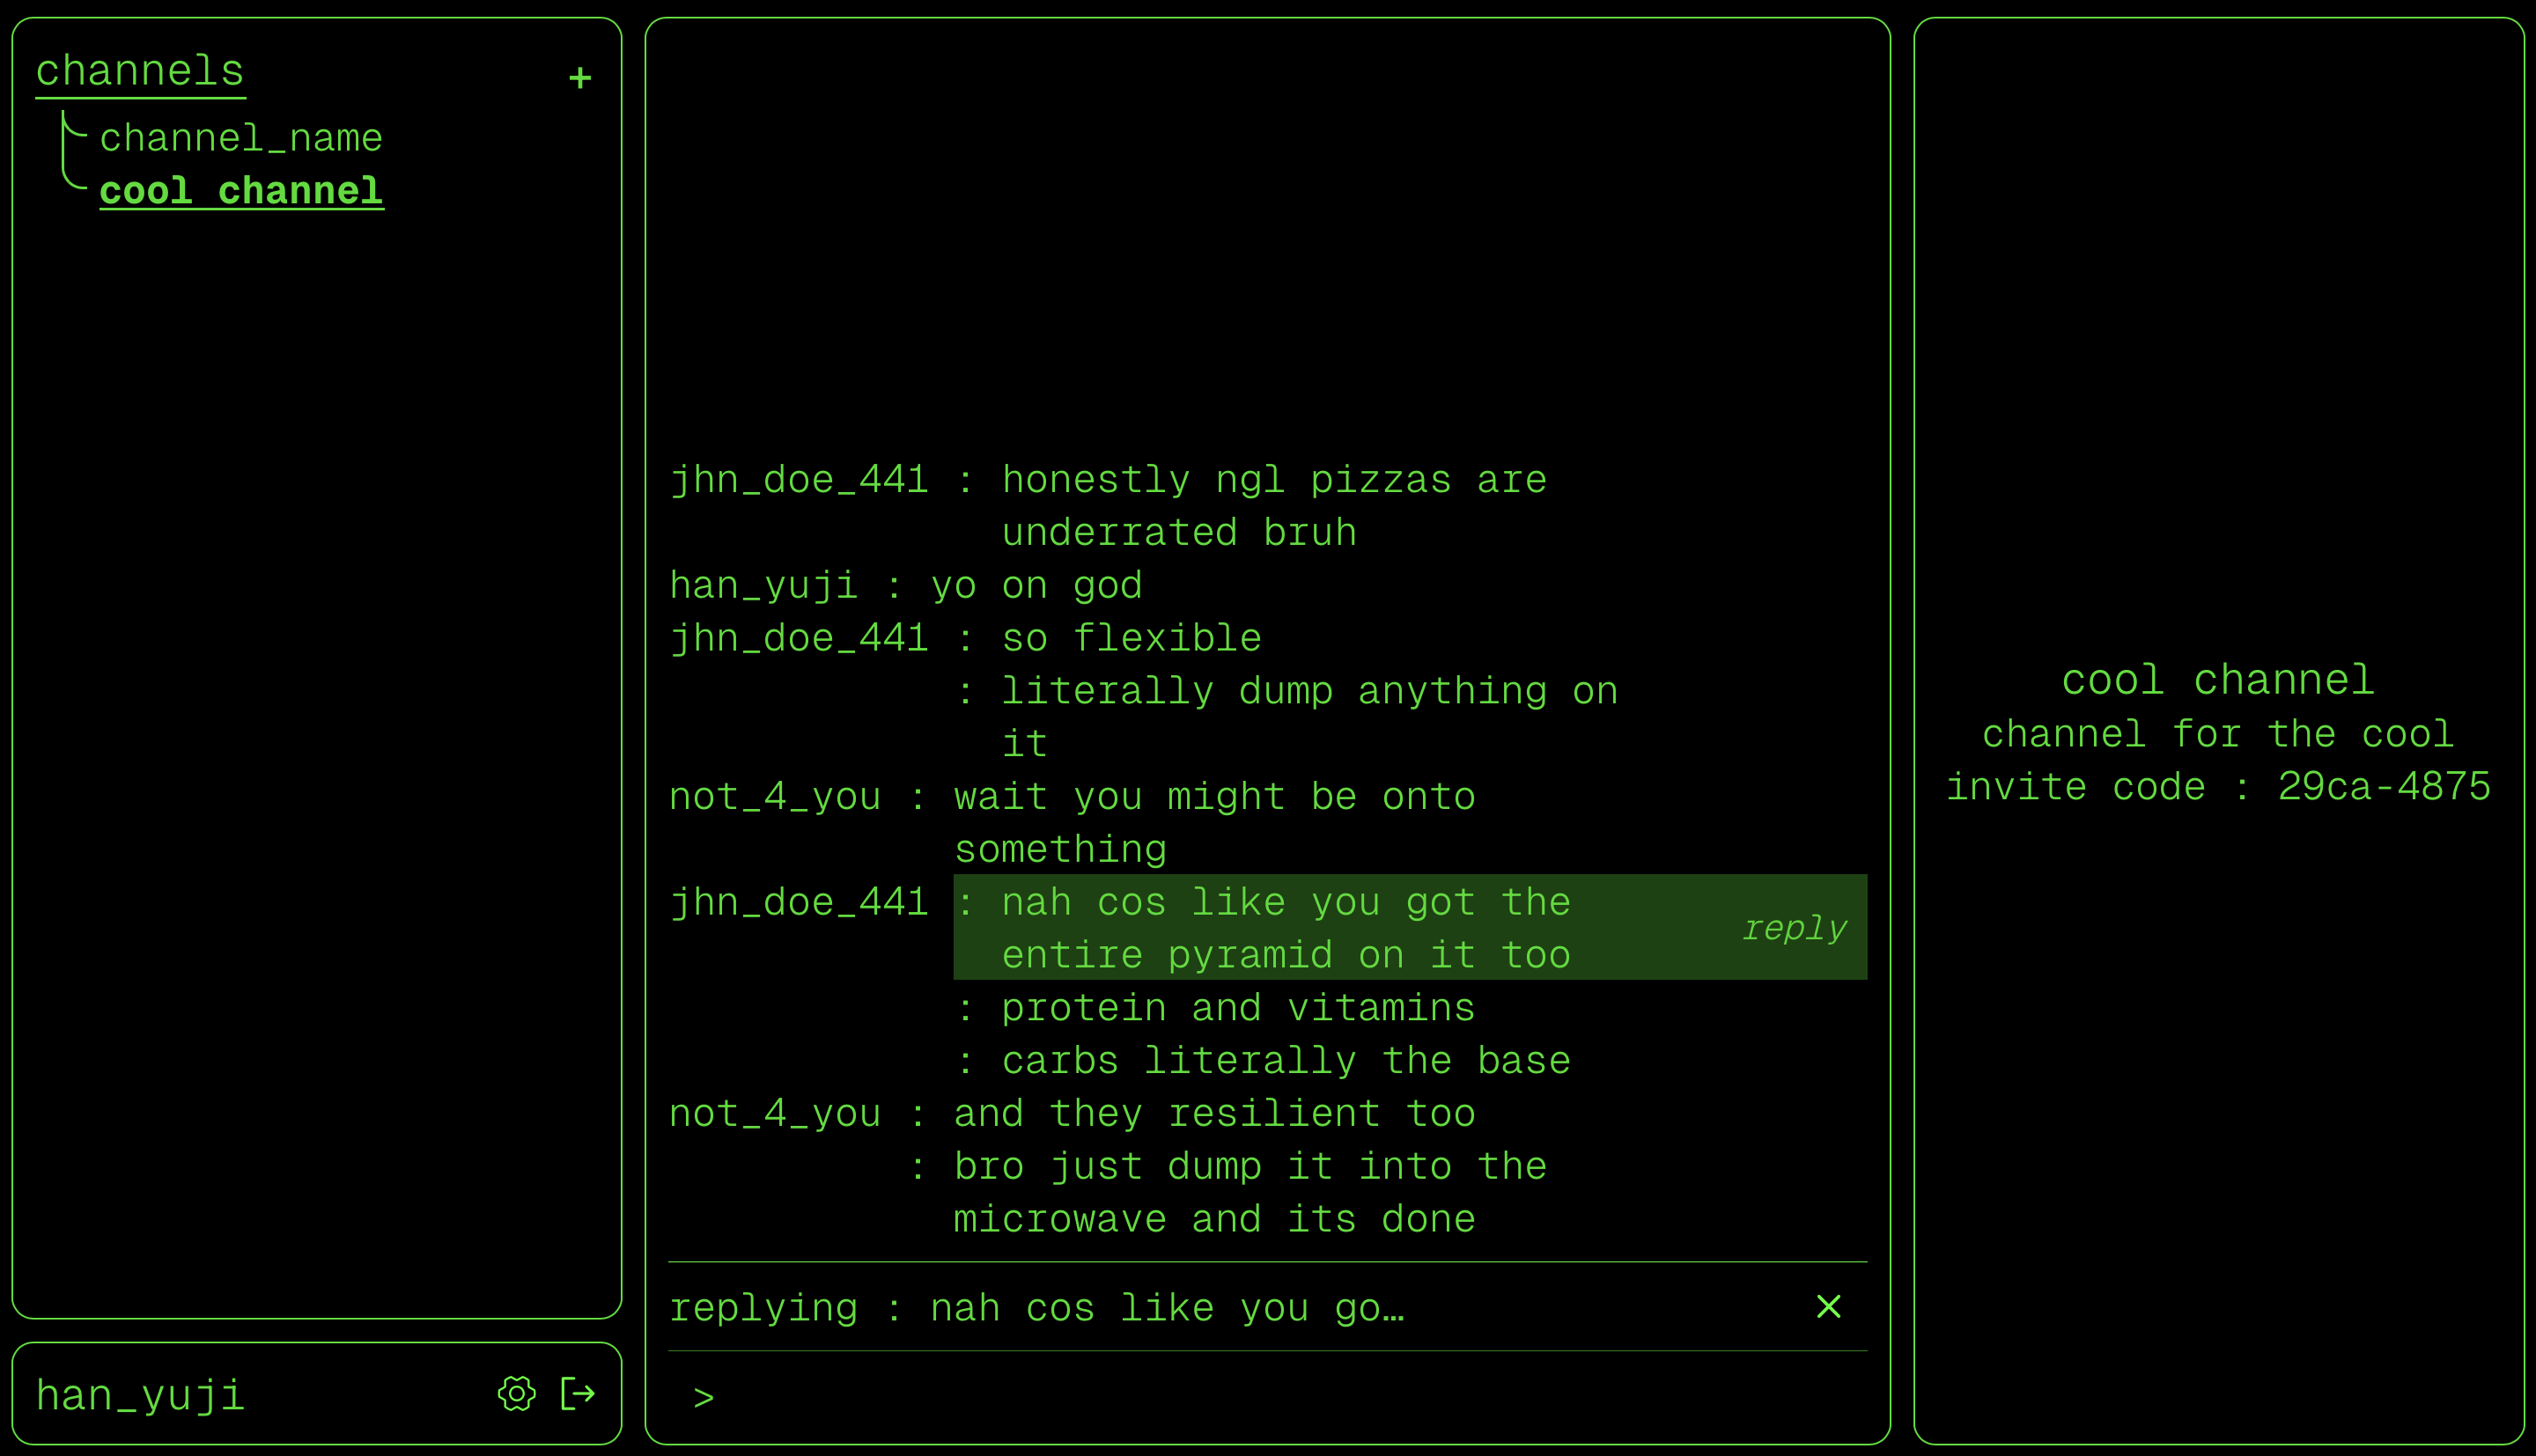 channels +
channel_name
cool channel
jhn_doe_441 : honestly ngl pizzas are
underrated bruh
han_yuji : yo on god
jhn_doe_441 : so flexible
: literally dump anything on
it
not_4_you : wait you might be onto
something
jhn_doe_441 : nah cos like you got the
entire pyramid on it too
reply
: protein and vitamins
: carbs literally the base
not_4_you : and they resilient too
: bro just dump it into the
microwave and its done
replying : nah cos like you go…
>
han_yuji
cool channel
channel for the cool
invite code : 29ca-4875